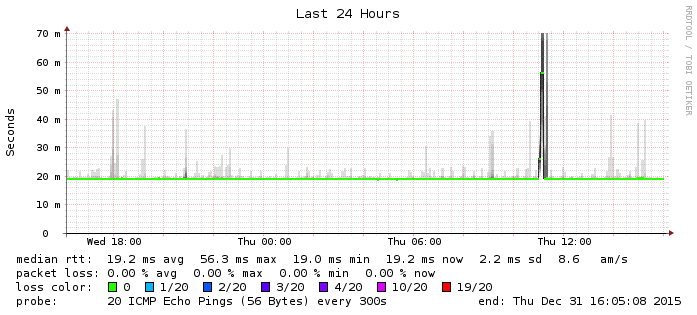 Last 24 Hours
RRDTOOL / TOBI OETIKER
Seconds
70 m
60 m
50 m
40 m
30 m
20 m
10 m
0
Wed 18:00 Thu 00:00 Thu 06:00 Thu 12:00
median rtt: 19.2 ms avg 56.3 ms max 19.0 ms min 19.2 ms now 2.2 ms sd 8.6 am/s
packet loss: 0.00 % avg 0.00 % max 0.00 % min 0.00 % now
loss color: 0 1/20 2/20 3/20 4/20 10/20 19/20
probe: 20 ICMP Echo Pings (56 Bytes) every 300s end: Thu Dec 31 16:05:08 2015